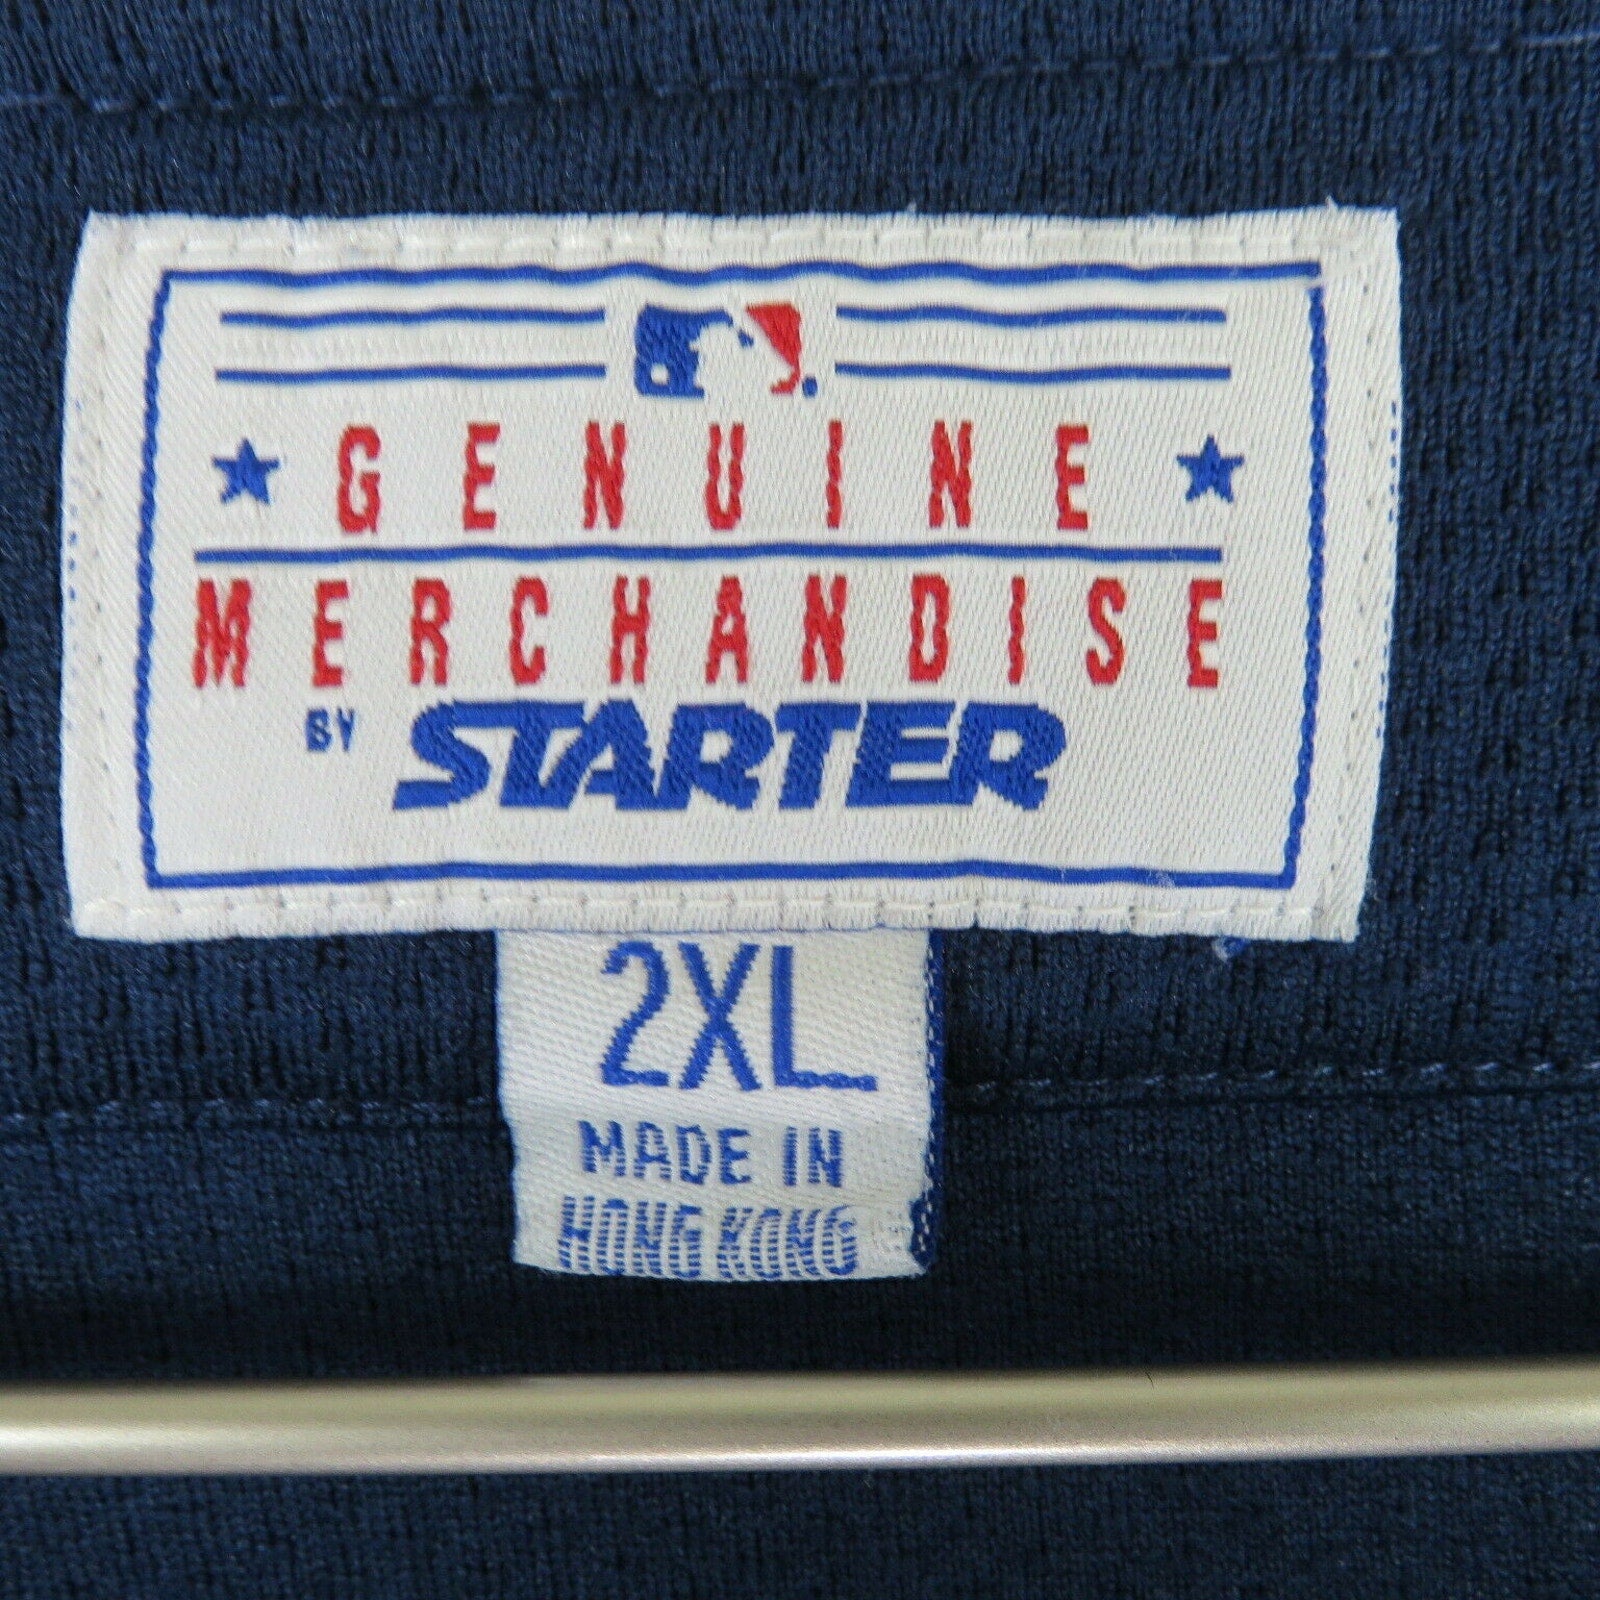 GENUINE
MERCHANDISE
BY STARTER
2XL
MADE IN
HONG KONG